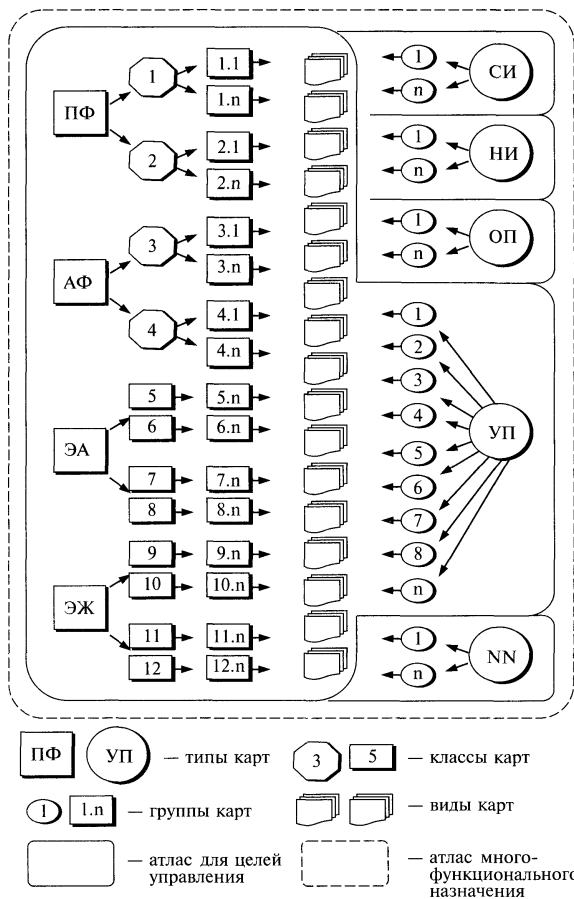 ПФ
1
1.1
1.n
2
2.1
2.n
АФ
3
3.1
3.n
4
4.1
4.n
ЭА
5
5.n
6
6.n
7
7.n
8
8.n
ЭЖ
9
9.n
10
10.n
11
11.n
12
12.n
1
n
СИ
1
n
НИ
1
n
ОП
1
2
3
4
5
6
7
8
n
УП
1
n
NN
ПФ УП — типы карт
3 5 — классы карт
1 1.n — группы карт
— виды карт
— атлас для целей
управления
— атлас много-
функционального
назначения